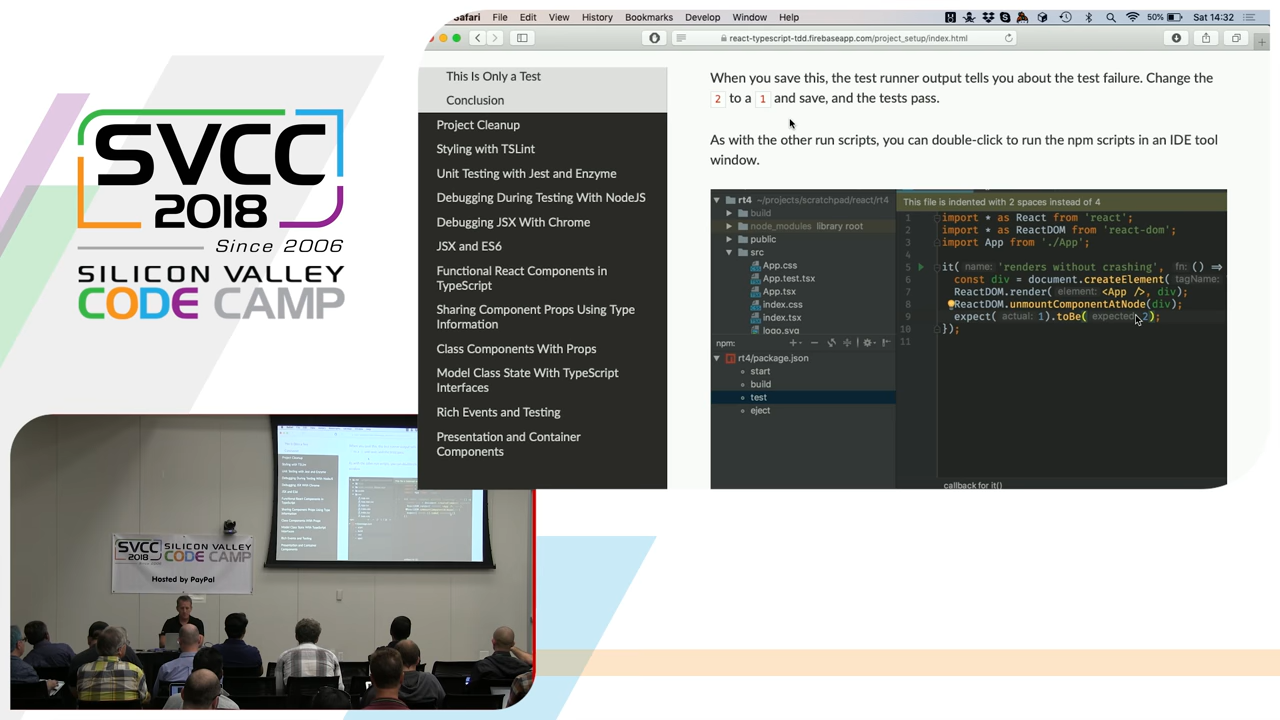 SVCC
2018
Since 2006
SILICON VALLEY
CODE CAMP
Safari File Edit View History Bookmarks Develop Window Help
50% Sat 14:32
react-typescript-tdd.firebaseapp.com/project_setup/index.html
This Is Only a Test
Conclusion
Project Cleanup
Styling with TSLint
Unit Testing with Jest and Enzyme
Debugging During Testing With NodeJS
Debugging JSX With Chrome
JSX and ES6
Functional React Components in
TypeScript
Sharing Component Props Using Type
Information
Class Components With Props
Model Class State With TypeScript
Interfaces
Rich Events and Testing
Presentation and Container
Components
When you save this, the test runner output tells you about the test failure. Change the
2 to a 1 and save, and the tests pass.
As with the other run scripts, you can double-click to run the npm scripts in an IDE tool
window.
rt4 ~/projects/scratchpad/react/rt4
build
node_modules library root
public
src
App.css
App.test.tsx
App.tsx
index.css
index.tsx
logo.svg
npm:
rt4/package.json
start
build
test
eject
This file is indented with 2 spaces instead of 4
1 import * as React from 'react';
2 import * as ReactDOM from 'react-dom';
3 import App from './App';
4
5 it( name: 'renders without crashing', fn: () =>
6 const div = document.createElement( tagName:
7 ReactDOM.render( element: <App />, div);
8 ReactDOM.unmountComponentAtNode(div);
9 expect( actual: 1).toBe( expected: 2);
10 });
11
callback for it()
SVCC SILICON VALLEY
2018 CODE CAMP
Hosted by PayPal